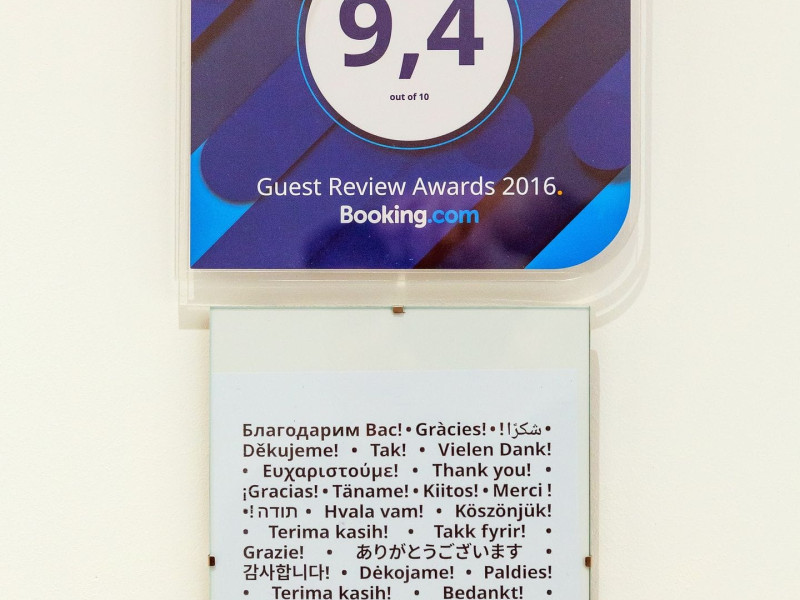 9,4
out of 10
Guest Review Awards 2016.
Booking.com
Благодарим Вас! • Gràcies! • شكرًا ! •
Děkujeme! • Tak! • Vielen Dank!
• Ευχαριστούμε! • Thank you! •
¡Gracias! • Täname! • Kiitos! • Merci !
•! תודה • Hvala vam! • Köszönjük!
• Terima kasih! • Takk fyrir! •
Grazie! • ありがとうございます •
감사합니다! • Dėkojame! • Paldies!
• Terima kasih! • Bedankt! •